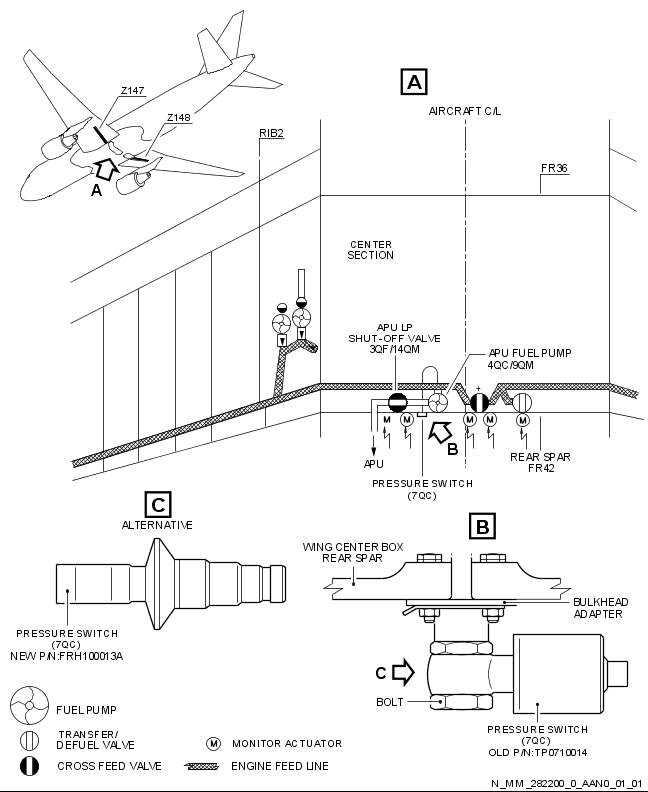 Z147
Z148
A
A
AIRCRAFT C/L
RIB2
FR36
CENTER
SECTION
APU LP
SHUT-OFF VALVE
3QF/14QM
APU FUEL PUMP
4QC/9QM
M
M
M
M
M
B
APU
PRESSURE SWITCH
(7QC)
REAR SPAR
FR42
C
ALTERNATIVE
PRESSURE SWITCH
(7QC)
NEW P/N:FRH100013A
B
WING CENTER BOX
REAR SPAR
BULKHEAD
ADAPTER
C
BOLT
PRESSURE SWITCH
(7QC)
OLD P/N:TP0710014
FUEL PUMP
TRANSFER/
DEFUEL VALVE
M MONITOR ACTUATOR
CROSS FEED VALVE
ENGINE FEED LINE
N_MM_282200_0_AAN0_01_01